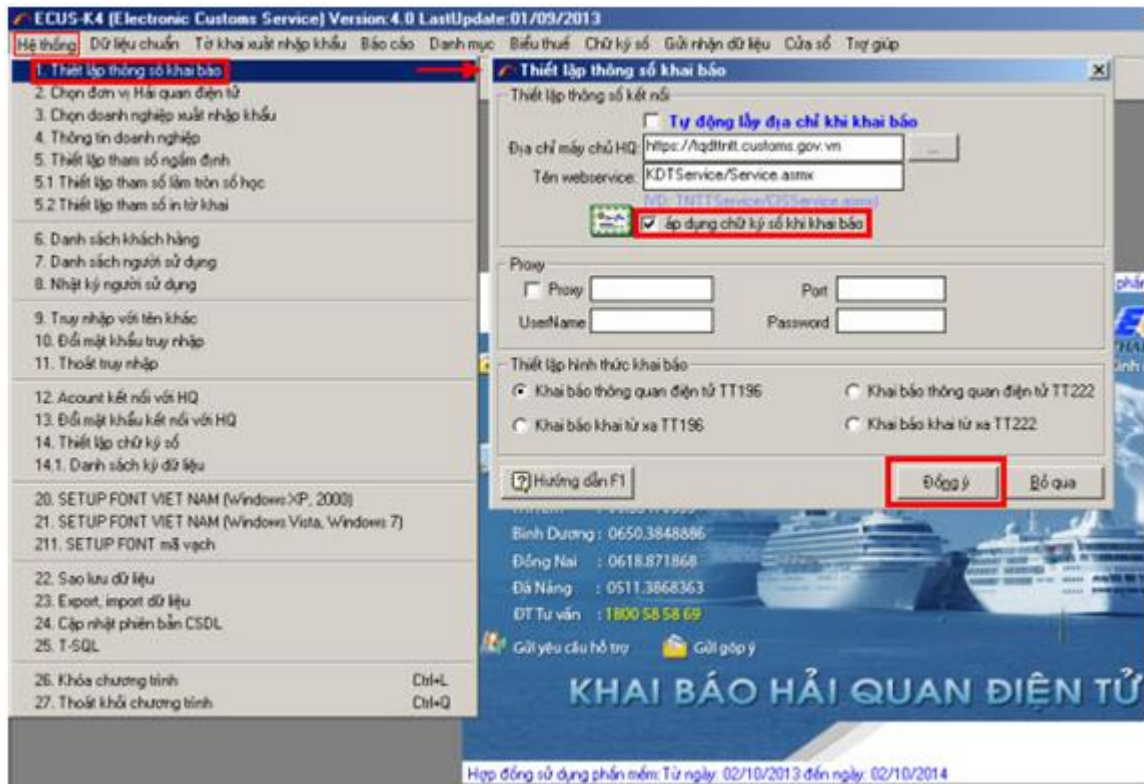 ECUS-K4 (Electronic Customs Service) Version:4.0 LastUpdate:01/09/2013
Hệ thống Dữ liệu chuẩn Tờ khai xuất nhập khẩu Báo cáo Danh mục Biểu thuế Chữ ký số Gửi nhận dữ liệu Cửa sổ Trợ giúp
1. Thiết lập thông số khai báo
2. Chọn đơn vị Hải quan điện tử
3. Chọn doanh nghiệp xuất nhập khẩu
4. Thông tin doanh nghiệp
5. Thiết lập tham số ngầm định
5.1 Thiết lập tham số làm tròn số học
5.2 Thiết lập tham số in tờ khai
6. Danh sách khách hàng
7. Danh sách người sử dụng
8. Nhật ký người sử dụng
9. Truy nhập với tên khác
10. Đổi mật khẩu truy nhập
11. Thoát truy nhập
12. Acount kết nối với HQ
13. Đổi mật khẩu kết nối với HQ
14. Thiết lập chữ ký số
14.1. Danh sách ký dữ liệu
20. SETUP FONT VIET NAM (Windows XP, 2000)
21. SETUP FONT VIET NAM (Windows Vista, Windows 7)
211. SETUP FONT mã vạch
22. Sao lưu dữ liệu
23. Export, import dữ liệu
24. Cập nhật phiên bản CSDL
25. T-SQL
26. Khóa chương trình Ctrl+L
27. Thoát khỏi chương trình Ctrl+Q
Thiết lập thông số khai báo
Thiết lập thông số kết nối
Tự động lấy địa chỉ khi khai báo
Địa chỉ máy chủ HQ: https://tqdttntt.customs.gov.vn ...
Tên webservice: KDTService/Service.asmx
(VD: TNTTService/CISService.asmx)
áp dụng chữ ký số khi khai báo
Proxy
Proxy Port
UserName Password
Thiết lập hình thức khai báo
Khai báo thông quan điện tử TT196 Khai báo thông quan điện tử TT222
Khai báo khai từ xa TT196 Khai báo khai từ xa TT222
Hướng dẫn F1 Đồng ý Bỏ qua
Bình Dương : 0650.3848886
Đồng Nai : 0618.871868
Đà Nẵng : 0511.3868363
ĐT Tư vấn : 1800 58 58 69
Gửi yêu cầu hỗ trợ Gửi góp ý
KHAI BÁO HẢI QUAN ĐIỆN TỬ
Hợp đồng sử dụng phần mềm: Từ ngày: 02/10/2013 đến ngày: 02/10/2014